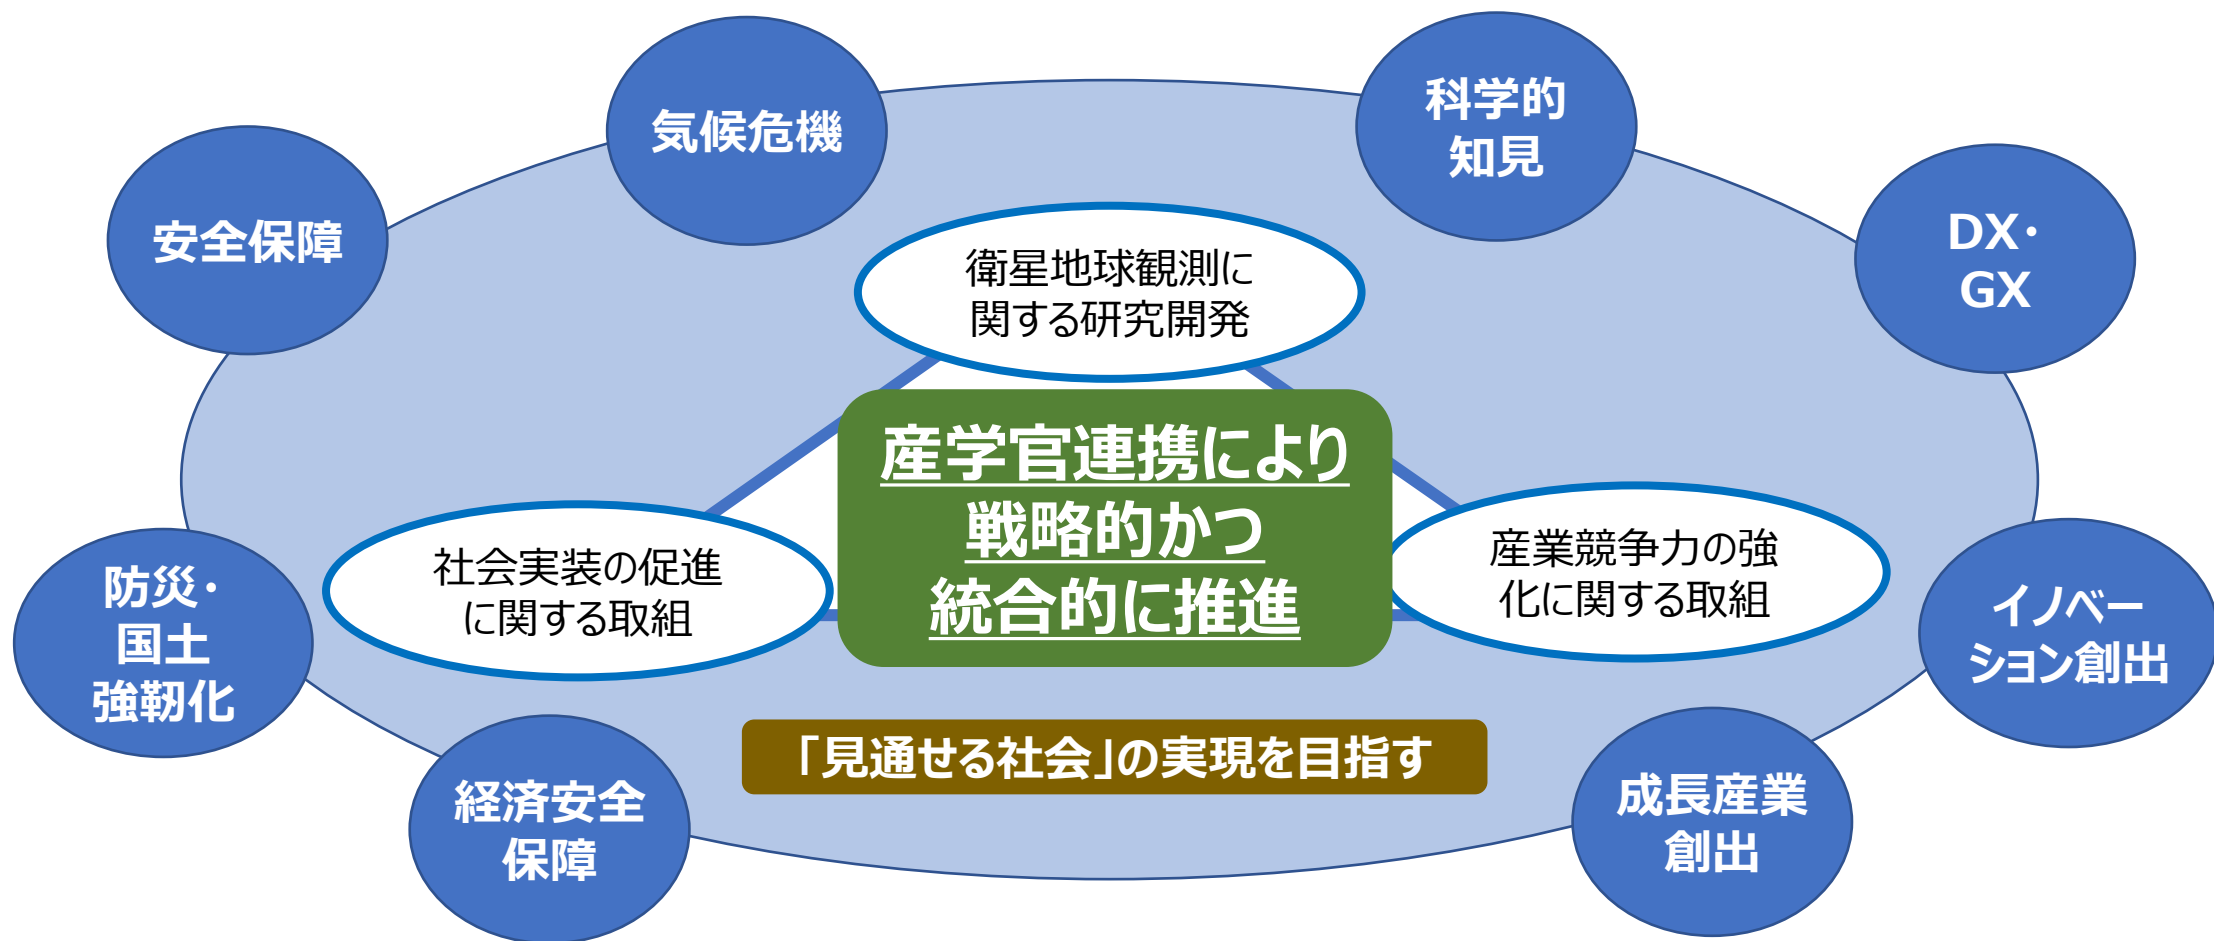 気候危機
科学的
知見
安全保障
DX・
GX
衛星地球観測に
関する研究開発
産学官連携により
戦略的かつ
統合的に推進
社会実装の促進
に関する取組
産業競争力の強
化に関する取組
防災・
国土
強靭化
イノベー
ション創出
「見通せる社会」の実現を目指す
経済安全
保障
成長産業
創出